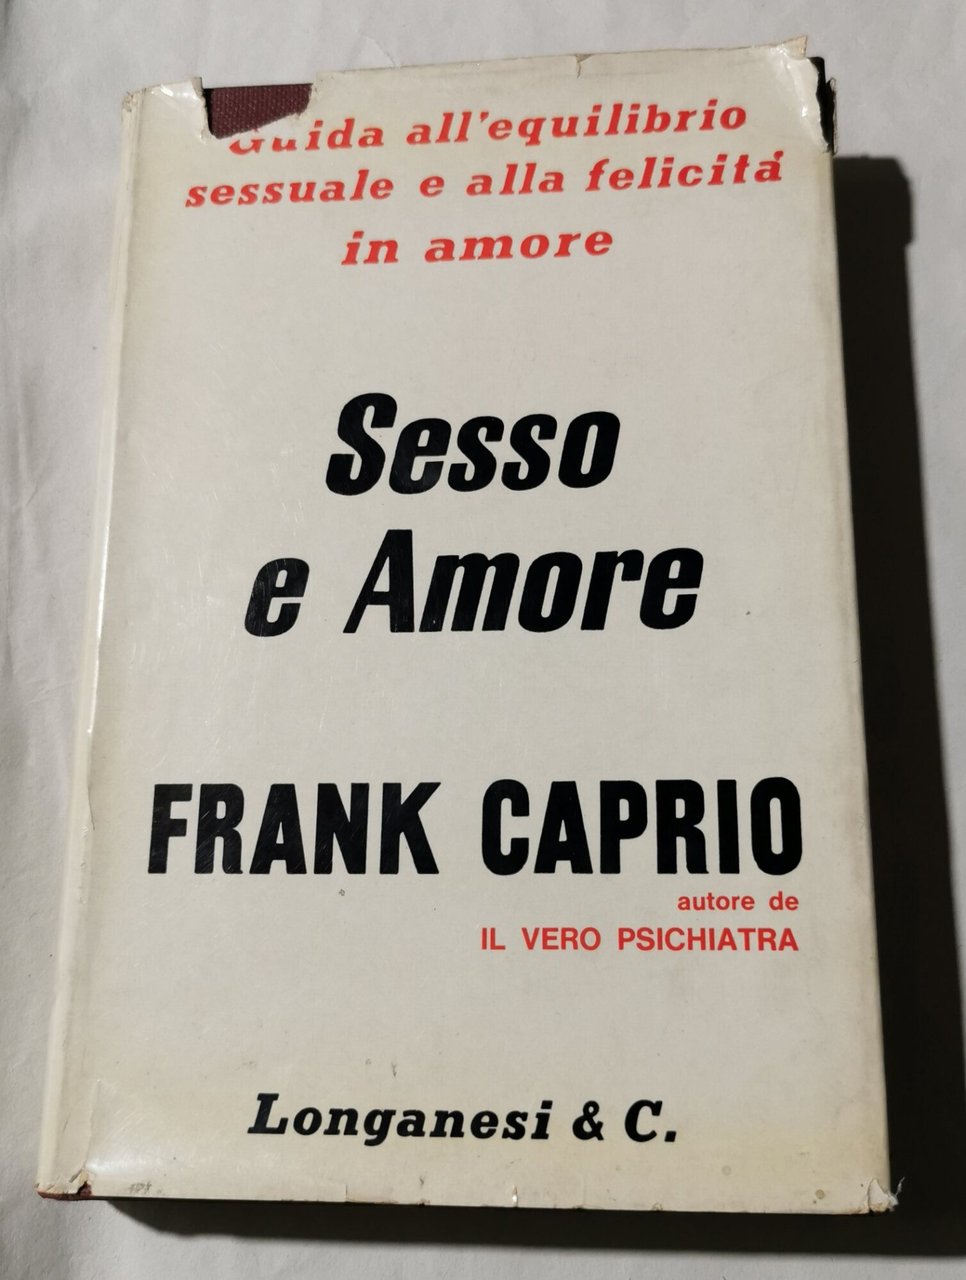 Guida all'equilibrio
sessuale e alla felicità
in amore
Sesso
e Amore
FRANK CAPRIO
autore de
IL VERO PSICHIATRA
Longanesi & C.